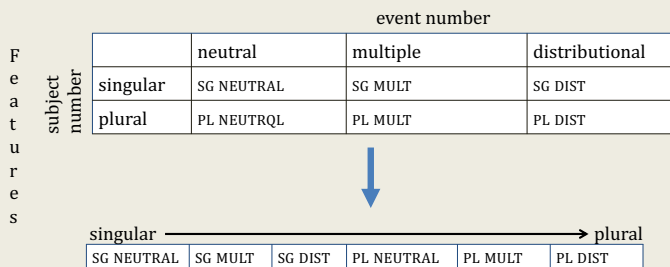 event number
Features
subject number
neutral multiple distributional
singular SG NEUTRAL SG MULT SG DIST
plural PL NEUTRQL PL MULT PL DIST
singular plural
SG NEUTRAL SG MULT SG DIST PL NEUTRAL PL MULT PL DIST